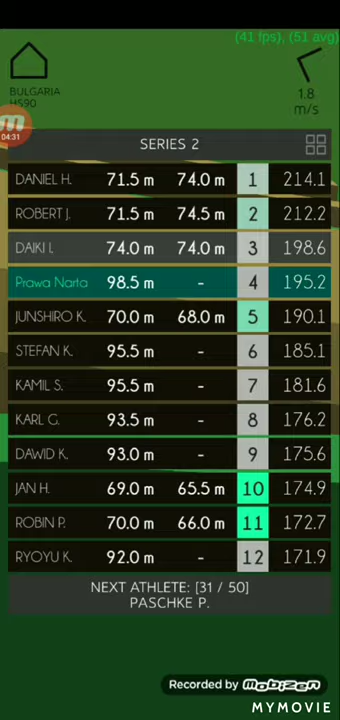 (41 fps), (51 avg)
BULGARIA
HS90
1.8
m/s
04:31
SERIES 2
DANIEL H. 71.5 m 74.0 m 1 214.1
ROBERT J. 71.5 m 74.5 m 2 212.2
DAIKI I. 74.0 m 74.0 m 3 198.6
Prawa Narta 98.5 m - 4 195.2
JUNSHIRO K. 70.0 m 68.0 m 5 190.1
STEFAN K. 95.5 m - 6 185.1
KAMIL S. 95.5 m - 7 181.6
KARL G. 93.5 m - 8 176.2
DAWID K. 93.0 m - 9 175.6
JAN H. 69.0 m 65.5 m 10 174.9
ROBIN P. 70.0 m 66.0 m 11 172.7
RYOYU K. 92.0 m - 12 171.9
NEXT ATHLETE: [31 / 50]
PASCHKE P.
Recorded by Mobizen
MYMOVIE